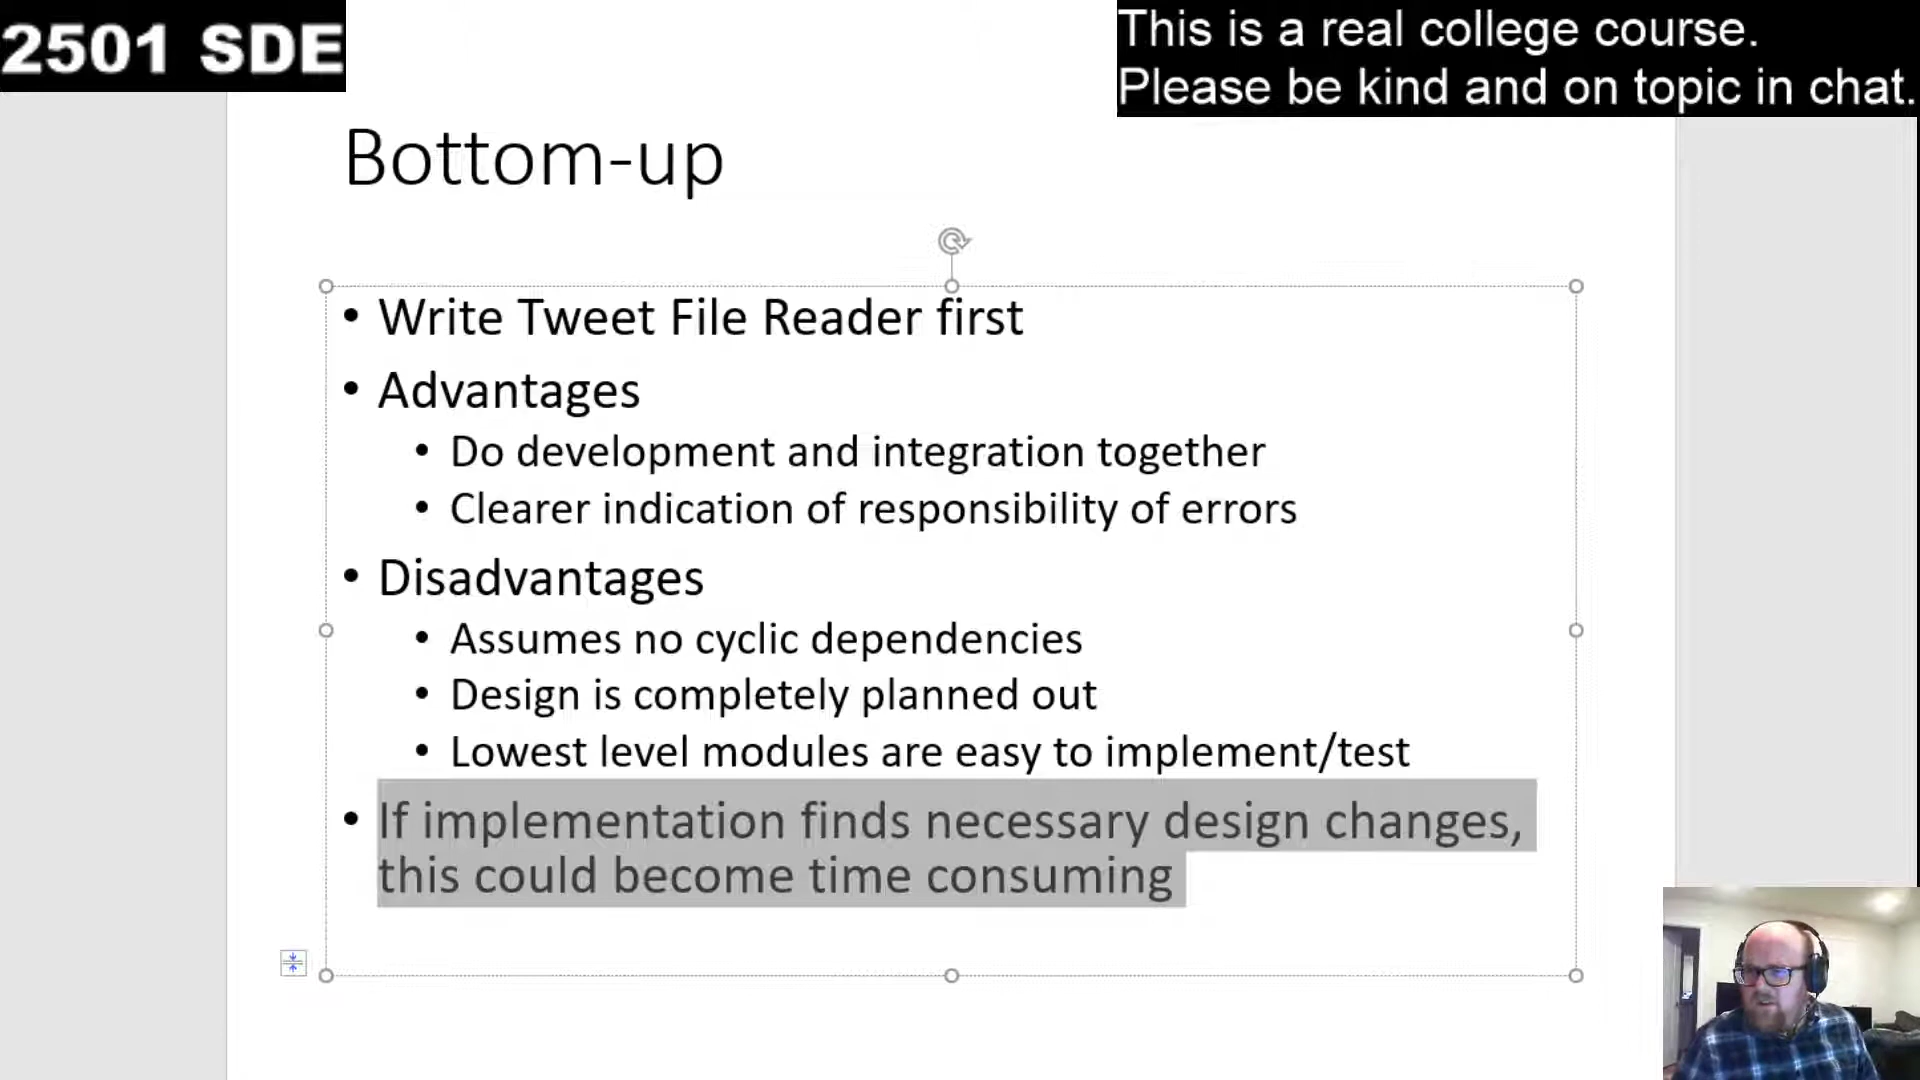 2501 SDE
This is a real college course.
Please be kind and on topic in chat.
Bottom-up
• Write Tweet File Reader first
• Advantages
• Do development and integration together
• Clearer indication of responsibility of errors
• Disadvantages
• Assumes no cyclic dependencies
• Design is completely planned out
• Lowest level modules are easy to implement/test
• If implementation finds necessary design changes,
this could become time consuming